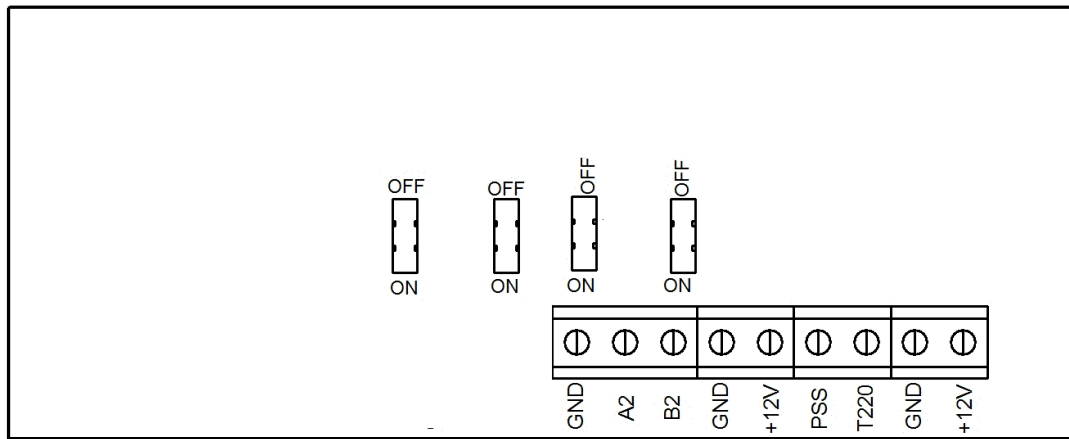 OFF OFF OFF OFF
ON ON ON ON
GND A2 B2 GND +12V PSS T220 GND +12V